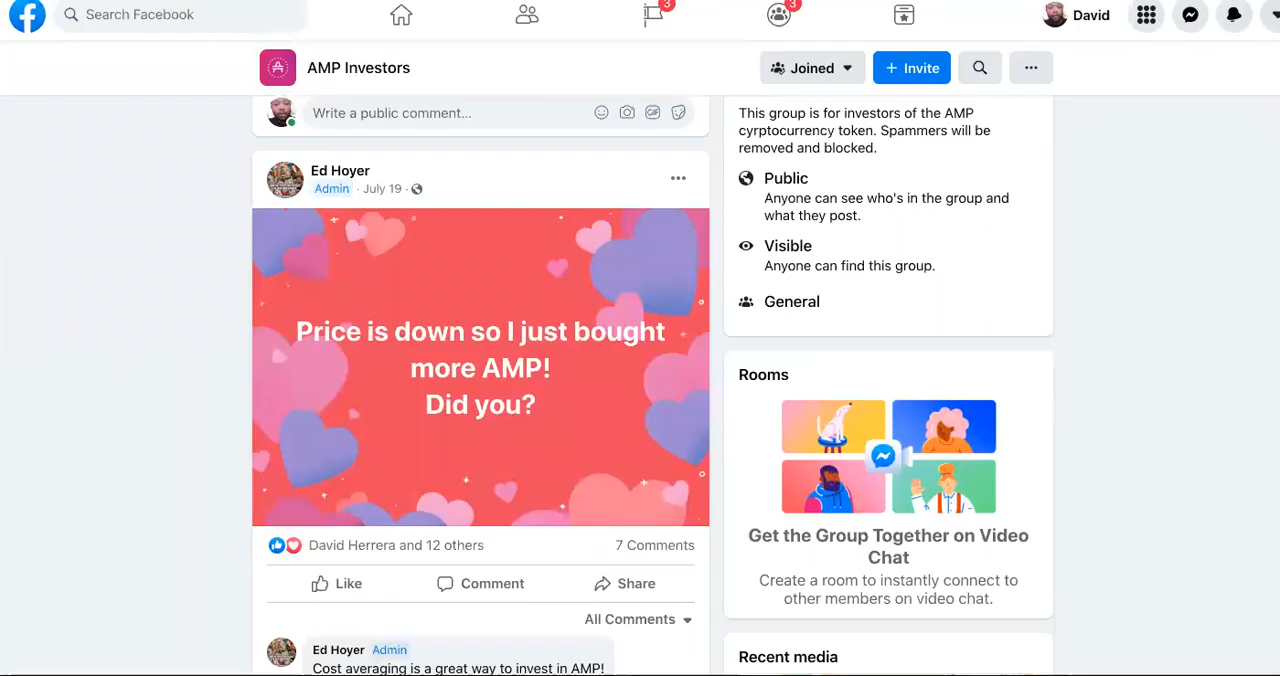 Search Facebook
3
3
David
AMP Investors
Joined
+ Invite
Write a public comment...
GIF
Ed Hoyer
Admin · July 19 ·
Price is down so I just bought
more AMP!
Did you?
David Herrera and 12 others
7 Comments
Like
Comment
Share
All Comments
Ed Hoyer Admin
Cost averaging is a great way to invest in AMP!
This group is for investors of the AMP
cyrptocurrency token. Spammers will be
removed and blocked.
Public
Anyone can see who's in the group and
what they post.
Visible
Anyone can find this group.
General
Rooms
Get the Group Together on Video
Chat
Create a room to instantly connect to
other members on video chat.
Recent media